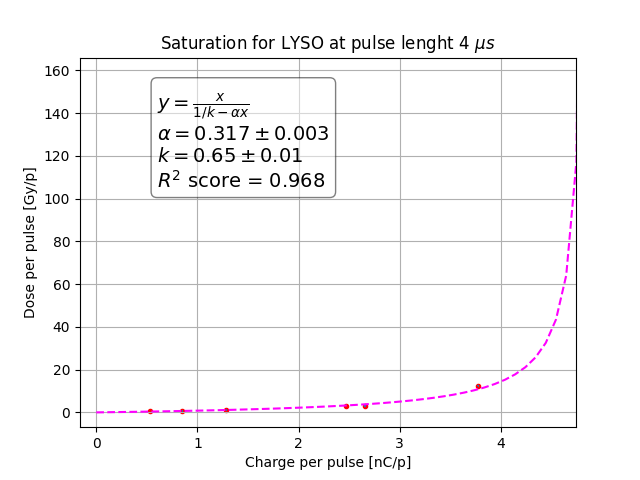 Saturation for LYSO at pulse lenght 4 μs
160
140
120
100
80
60
40
20
0
Dose per pulse [Gy/p]
y = x / (1/k − αx)
α = 0.317 ± 0.003
k = 0.65 ± 0.01
R² score = 0.968
0 1 2 3 4
Charge per pulse [nC/p]